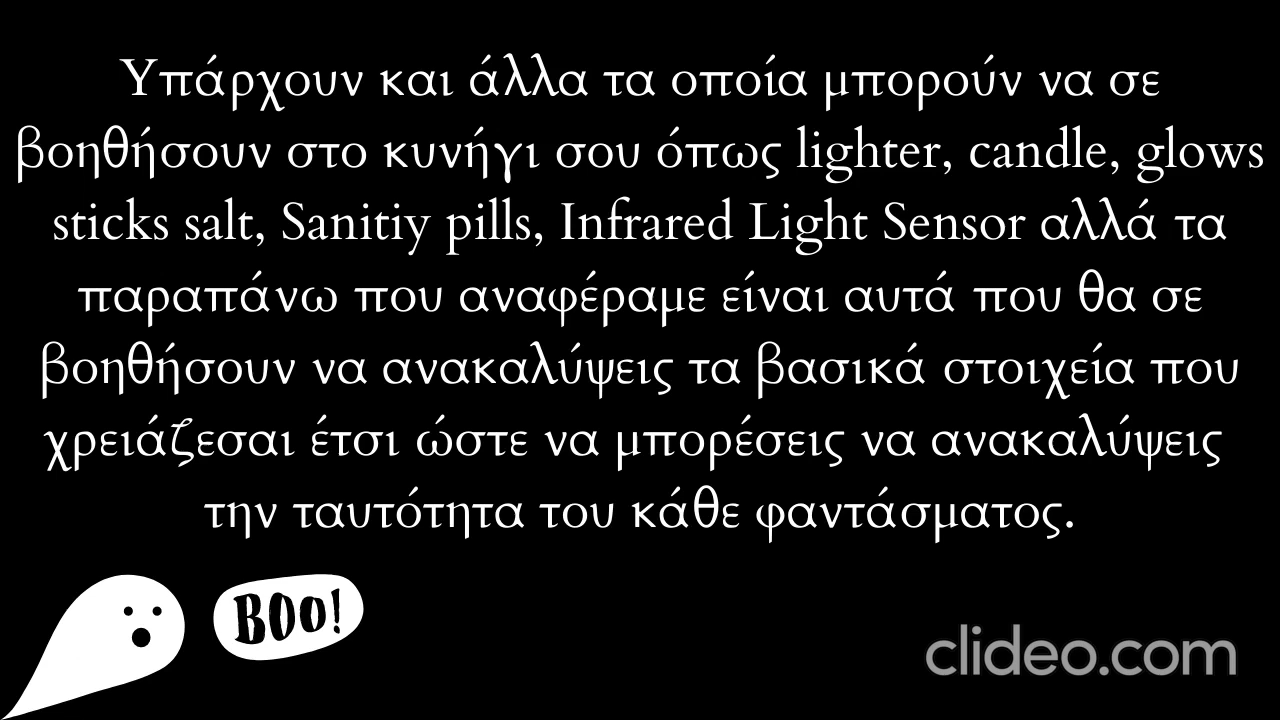 Υπάρχουν και άλλα τα οποία μπορούν να σε
βοηθήσουν στο κυνήγι σου όπως lighter, candle, glows
sticks salt, Sanitiy pills, Infrared Light Sensor αλλά τα
παραπάνω που αναφέραμε είναι αυτά που θα σε
βοηθήσουν να ανακαλύψεις τα βασικά στοιχεία που
χρειάζεσαι έτσι ώστε να μπορέσεις να ανακαλύψεις
την ταυτότητα του κάθε φαντάσματος.
BOO!
clideo.com